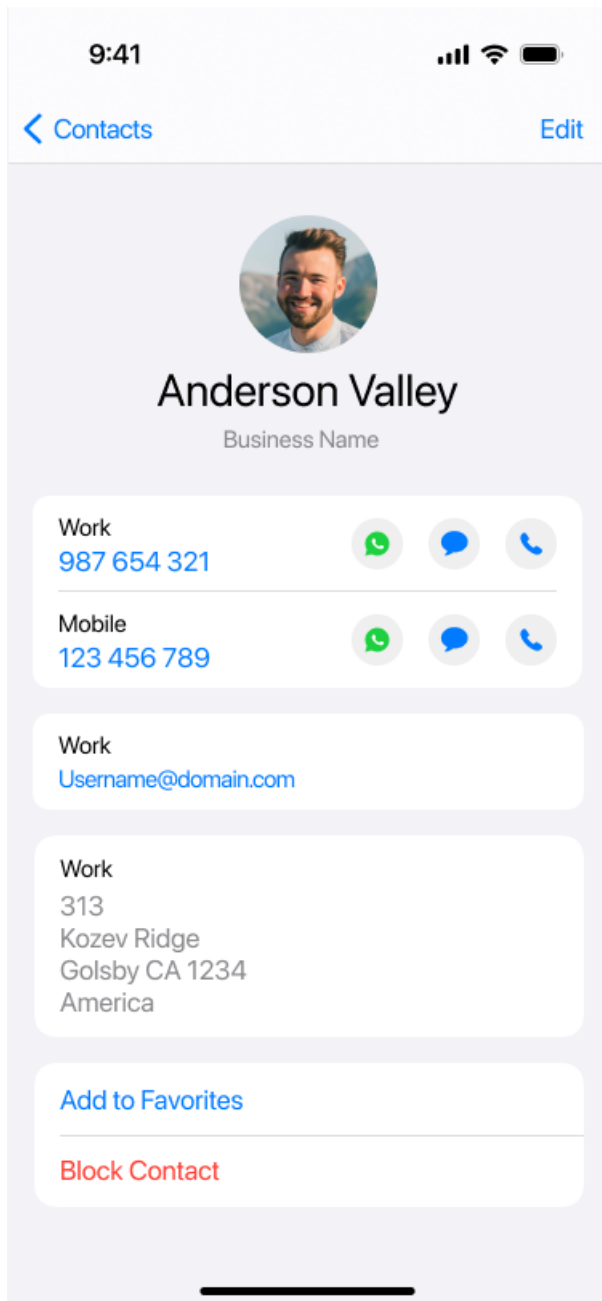 9:41
Contacts
Edit
Anderson Valley
Business Name
Work
987 654 321
Mobile
123 456 789
Work
Username@domain.com
Work
313
Kozev Ridge
Golsby CA 1234
America
Add to Favorites
Block Contact